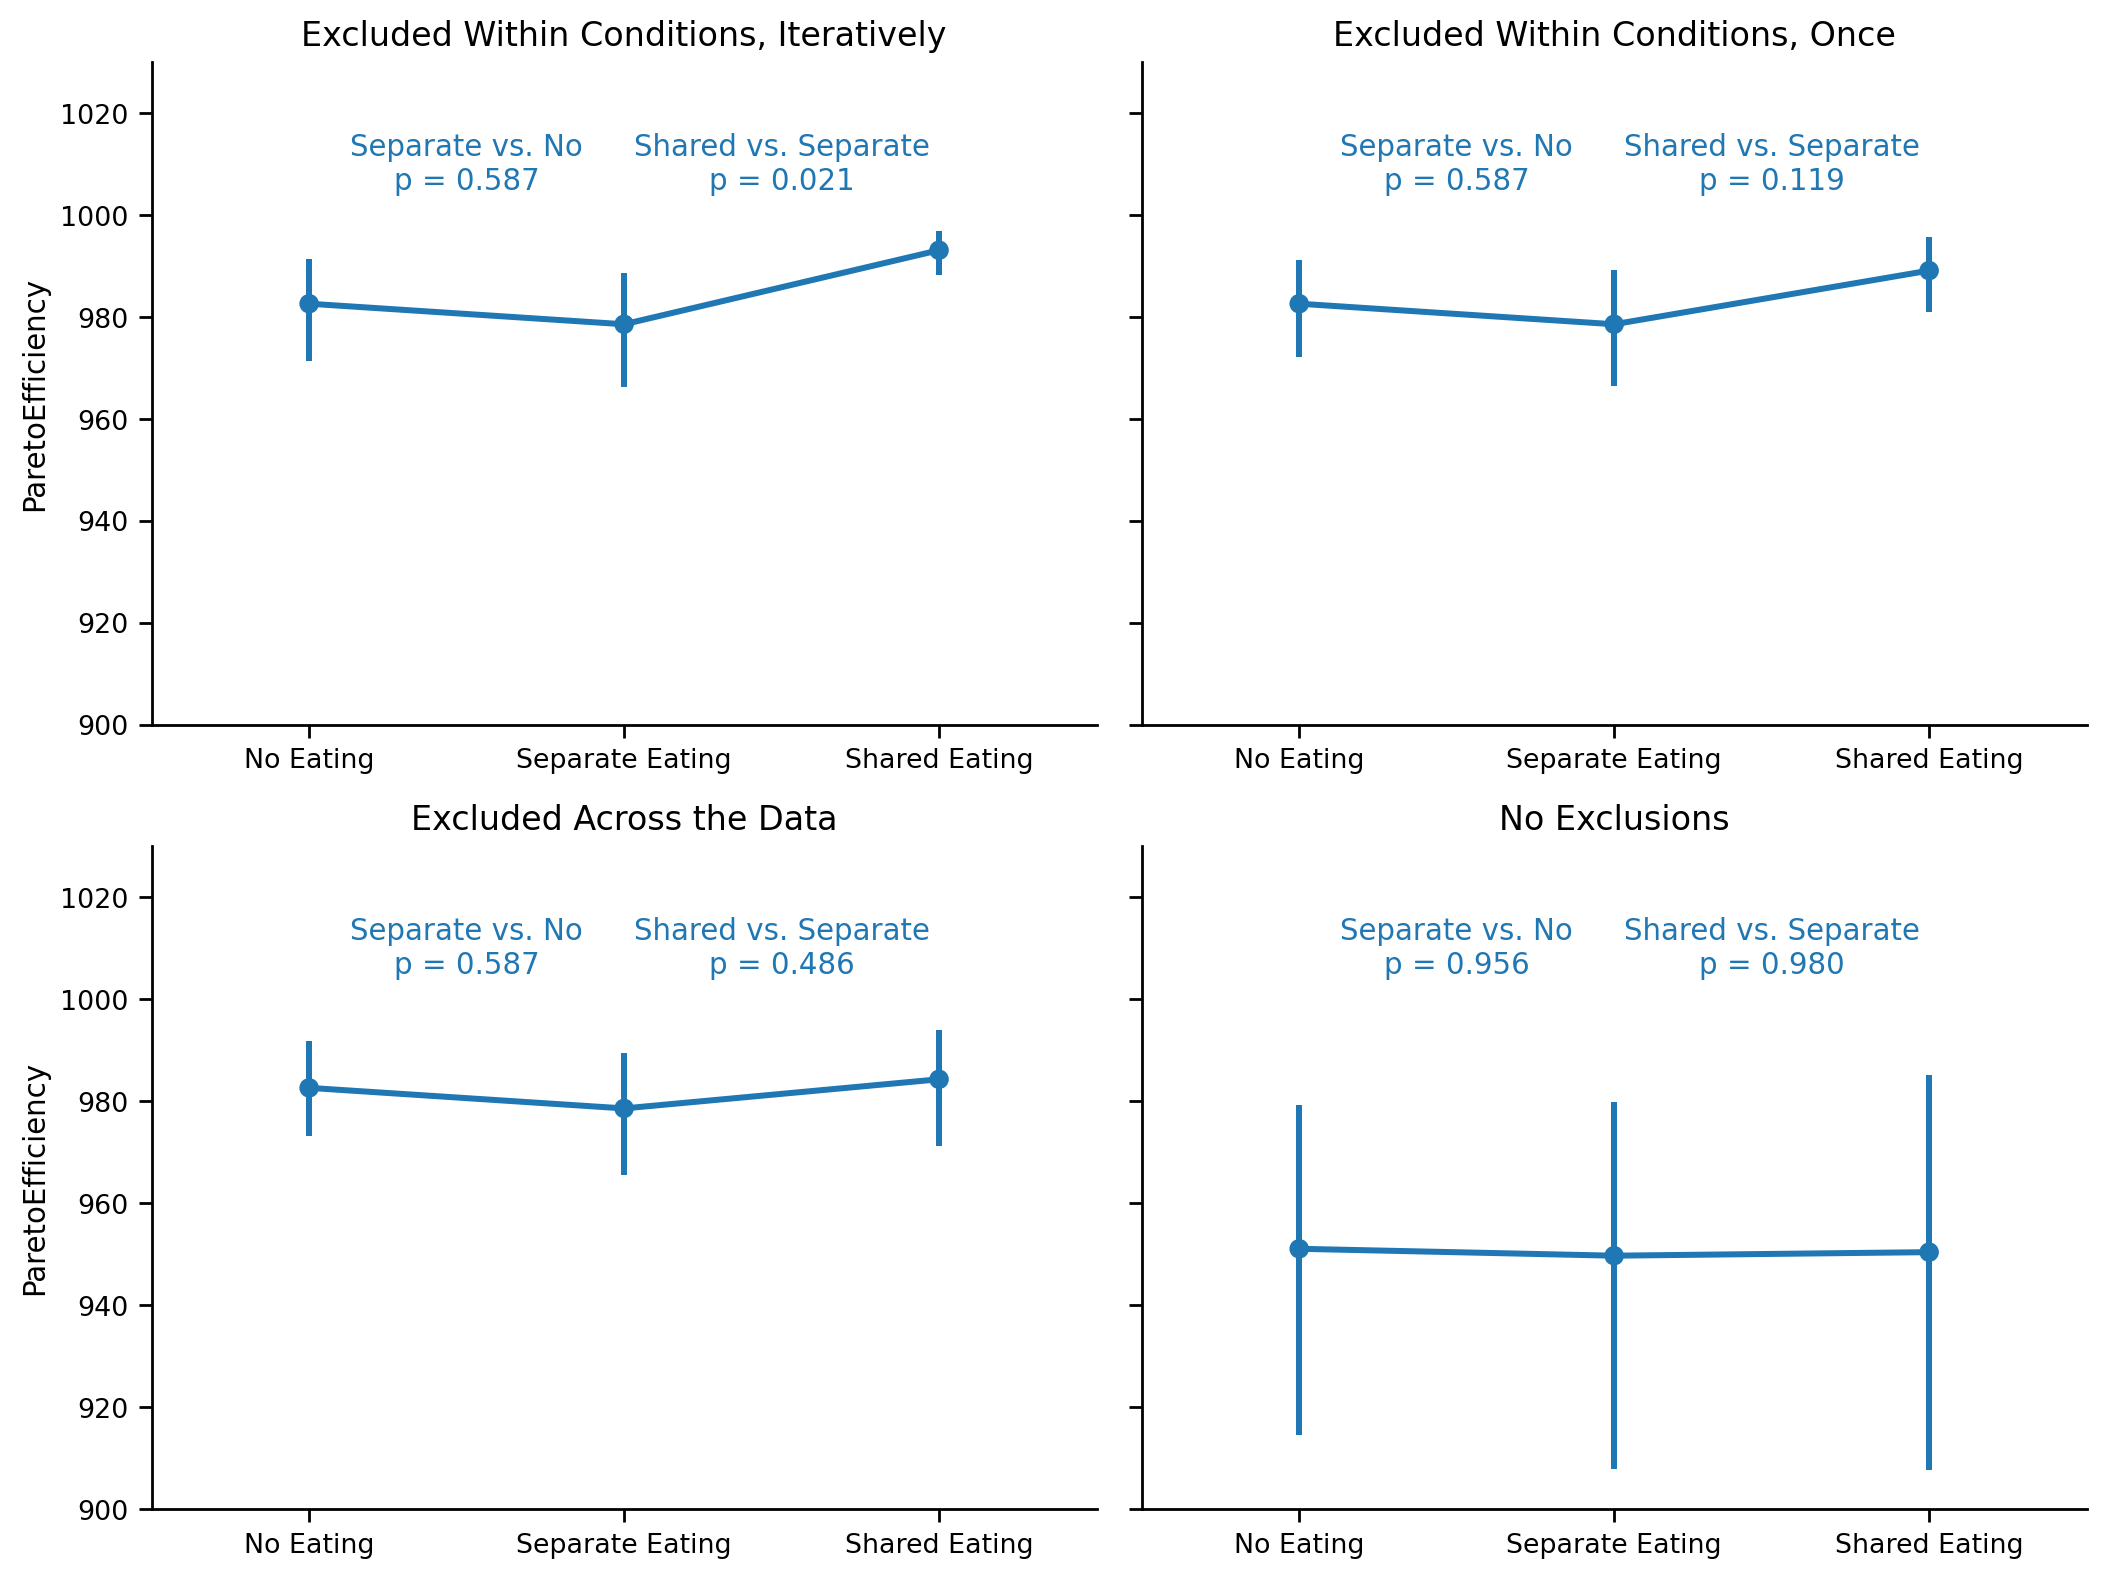 Excluded Within Conditions, Iteratively
ParetoEfficiency
1020
1000
980
960
940
920
900
Separate vs. No
p = 0.587
Shared vs. Separate
p = 0.021
No Eating
Separate Eating
Shared Eating
Excluded Within Conditions, Once
Separate vs. No
p = 0.587
Shared vs. Separate
p = 0.119
No Eating
Separate Eating
Shared Eating
Excluded Across the Data
ParetoEfficiency
1020
1000
980
960
940
920
900
Separate vs. No
p = 0.587
Shared vs. Separate
p = 0.486
No Eating
Separate Eating
Shared Eating
No Exclusions
Separate vs. No
p = 0.956
Shared vs. Separate
p = 0.980
No Eating
Separate Eating
Shared Eating